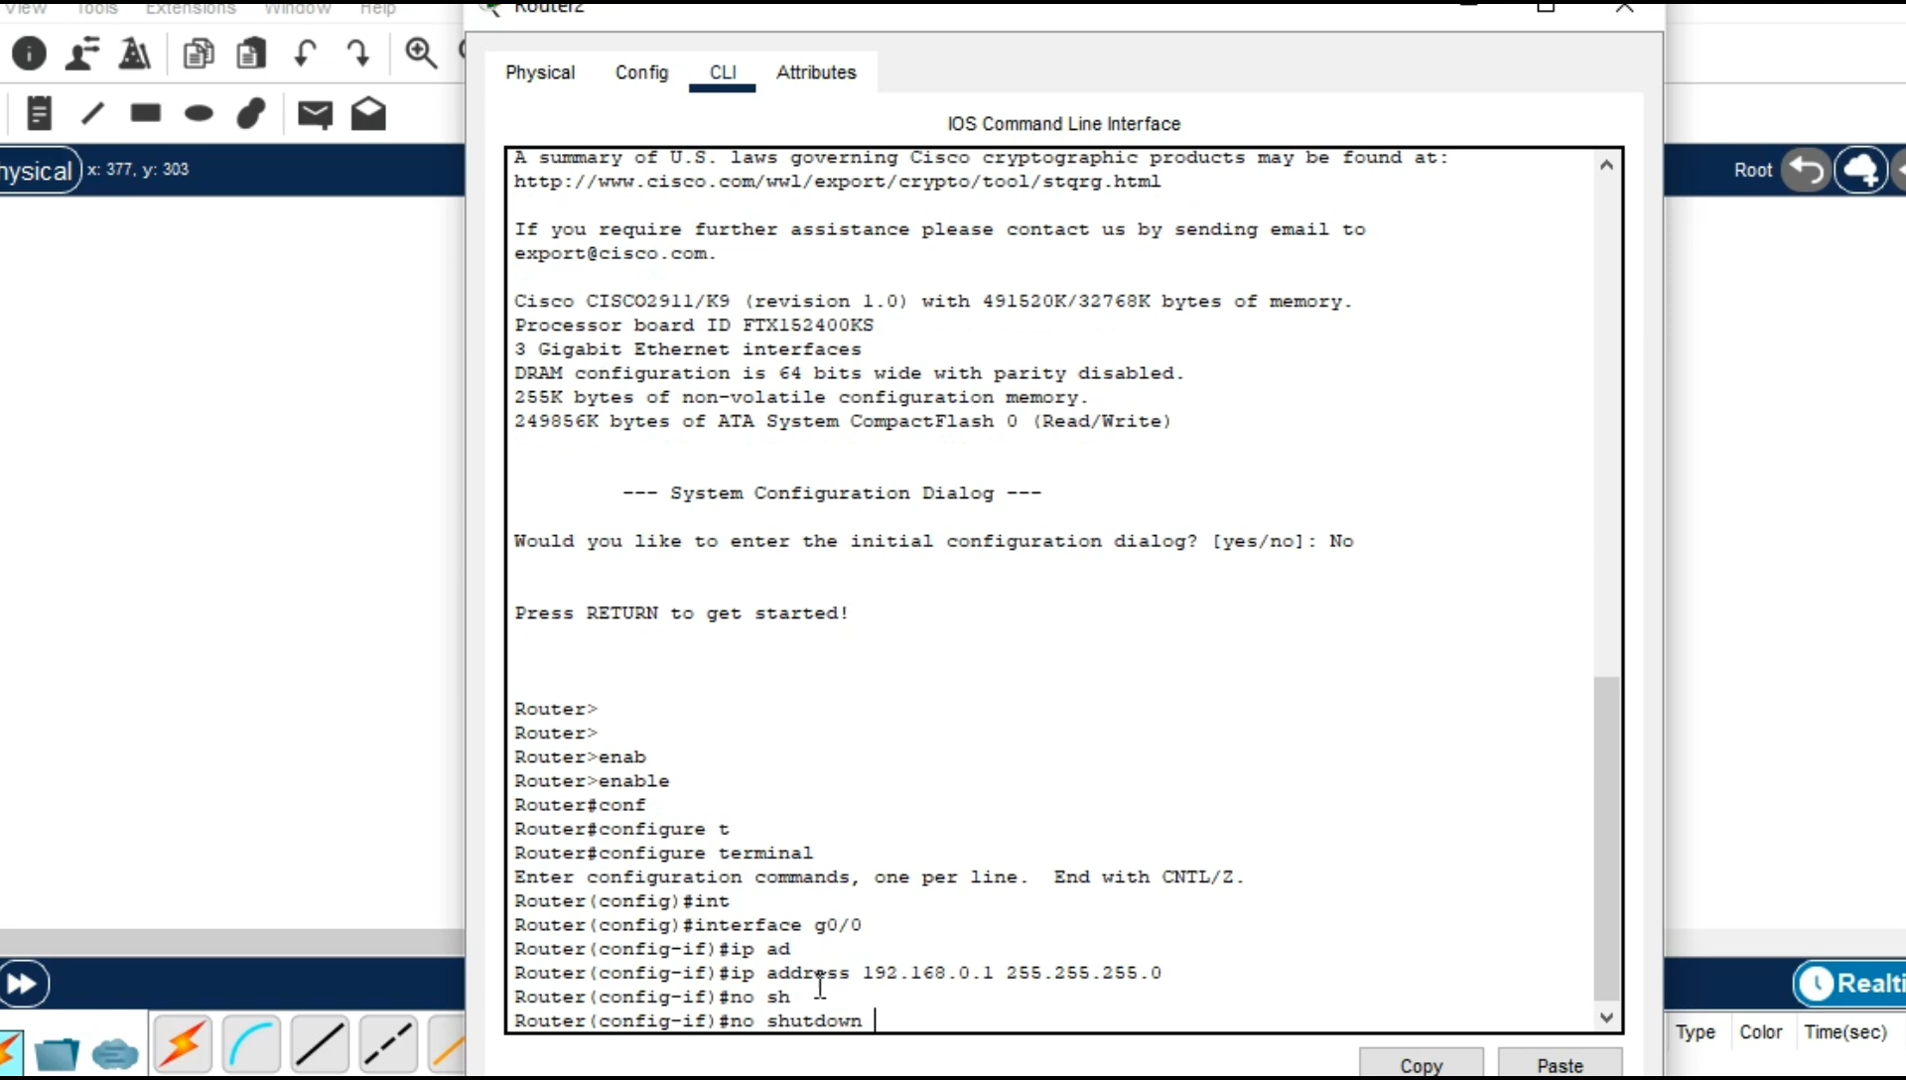 View Tools Extensions Window Help
Router2
Physical Config CLI Attributes
IOS Command Line Interface
hysical x: 377, y: 303
Root
A summary of U.S. laws governing Cisco cryptographic products may be found at:
http://www.cisco.com/wwl/export/crypto/tool/stqrg.html
If you require further assistance please contact us by sending email to
export@cisco.com.
Cisco CISCO2911/K9 (revision 1.0) with 491520K/32768K bytes of memory.
Processor board ID FTX152400KS
3 Gigabit Ethernet interfaces
DRAM configuration is 64 bits wide with parity disabled.
255K bytes of non-volatile configuration memory.
249856K bytes of ATA System CompactFlash 0 (Read/Write)
--- System Configuration Dialog ---
Would you like to enter the initial configuration dialog? [yes/no]: No
Press RETURN to get started!
Router>
Router>
Router>enab
Router>enable
Router#conf
Router#configure t
Router#configure terminal
Enter configuration commands, one per line.  End with CNTL/Z.
Router(config)#int
Router(config)#interface g0/0
Router(config-if)#ip ad
Router(config-if)#ip address 192.168.0.1 255.255.255.0
Router(config-if)#no sh
Router(config-if)#no shutdown
Realti
Type Color Time(sec)
Copy Paste